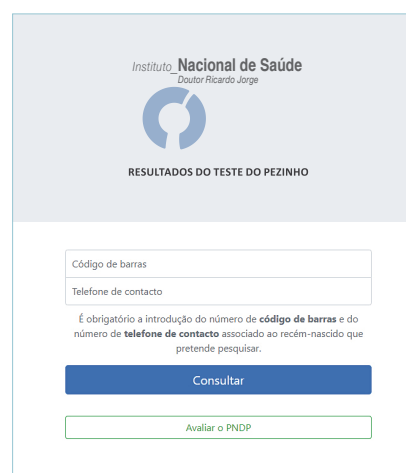 Instituto_Nacional de Saúde
Doutor Ricardo Jorge
RESULTADOS DO TESTE DO PEZINHO
Código de barras
Telefone de contacto
É obrigatório a introdução do número de código de barras e do
número de telefone de contacto associado ao recém-nascido que
pretende pesquisar.
Consultar
Avaliar o PNDP